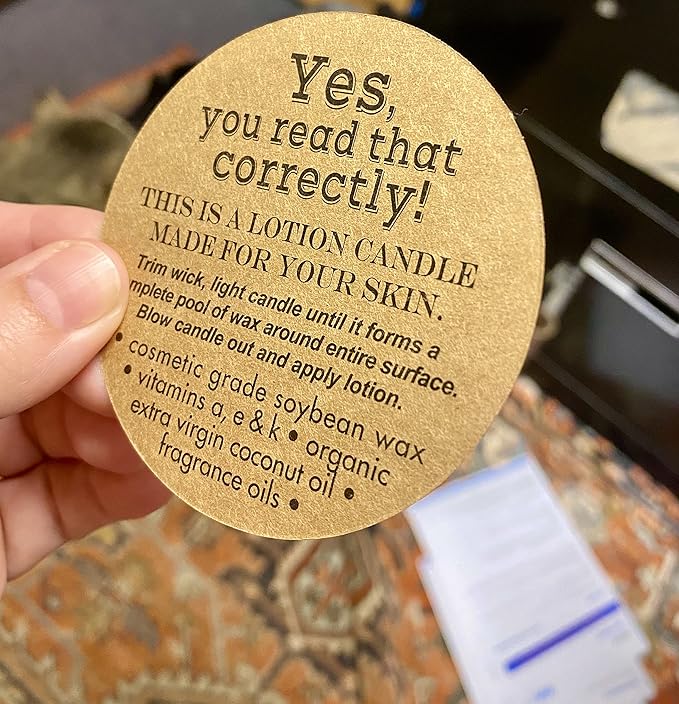 Yes,
you read that
correctly!
THIS IS A LOTION CANDLE
MADE FOR YOUR SKIN.
Trim wick, light candle until it forms a
mplete pool of wax around entire surface.
Blow candle out and apply lotion.
• cosmetic grade soybean wax
• vitamins a, e & k • organic
extra virgin coconut oil •
fragrance oils •